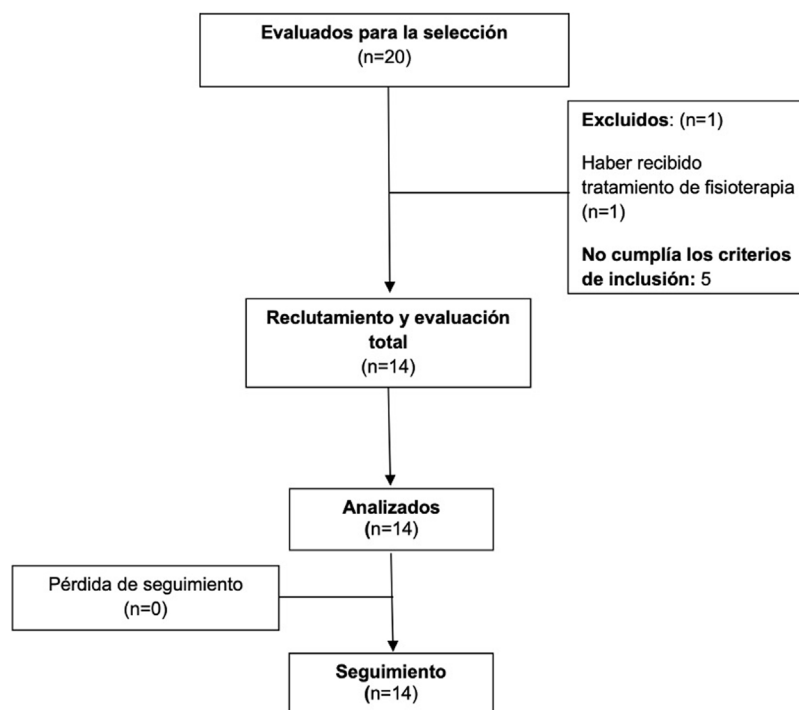 Evaluados para la selección
(n=20)
Excluidos: (n=1)
Haber recibido
tratamiento de fisioterapia
(n=1)
No cumplía los criterios
de inclusión: 5
Reclutamiento y evaluación
total
(n=14)
Analizados
(n=14)
Pérdida de seguimiento
(n=0)
Seguimiento
(n=14)